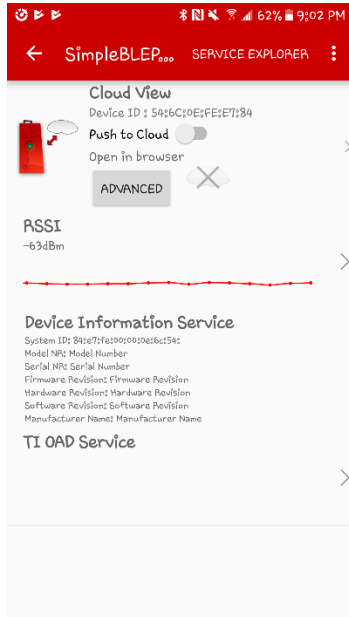 62% 9:02 PM
SimpleBLEP... SERVICE EXPLORER
Cloud View
Device ID : 54:6C:0E:FE:E7:84
Push to Cloud
Open in browser
ADVANCED
RSSI
-63dBm
Device Information Service
System ID: 84:e7:fe:00:00:0e:6c:54:
Model NR: Model Number
Serial NR: Serial Number
Firmware Revision: Firmware Revision
Hardware Revision: Hardware Revision
Software Revision: Software Revision
Manufacturer Name: Manufacturer Name
TI OAD Service